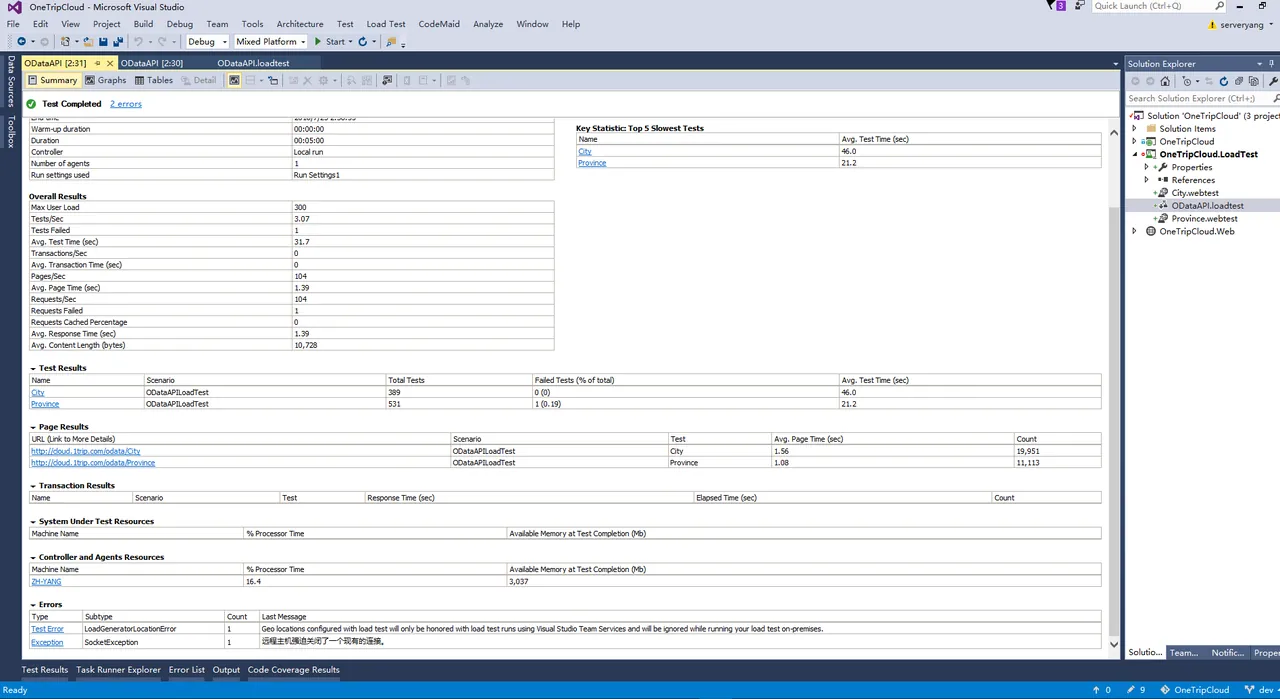 OneTripCloud - Microsoft Visual Studio
3
Quick Launch (Ctrl+Q)
File Edit View Project Build Debug Team Tools Architecture Test Load Test CodeMaid Analyze Window Help
serveryang
Debug Mixed Platform Start
Data Sources
Toolbox
ODataAPI [2:31] ODataAPI [2:30] ODataAPI.loadtest
Summary Graphs Tables Detail
Test Completed 2 errors
Warm-up duration 00:00:00
Duration 00:05:00
Controller Local run
Number of agents 1
Run settings used Run Settings1
Key Statistic: Top 5 Slowest Tests
Name Avg. Test Time (sec)
City 46.0
Province 21.2
Overall Results
Max User Load 300
Tests/Sec 3.07
Tests Failed 1
Avg. Test Time (sec) 31.7
Transactions/Sec 0
Avg. Transaction Time (sec) 0
Pages/Sec 104
Avg. Page Time (sec) 1.39
Requests/Sec 104
Requests Failed 1
Requests Cached Percentage 0
Avg. Response Time (sec) 1.39
Avg. Content Length (bytes) 10,728
Test Results
Name Scenario Total Tests Failed Tests (% of total) Avg. Test Time (sec)
City ODataAPILoadTest 389 0 (0) 46.0
Province ODataAPILoadTest 531 1 (0.19) 21.2
Page Results
URL (Link to More Details) Scenario Test Avg. Page Time (sec) Count
http://cloud.1trip.com/odata/City ODataAPILoadTest City 1.56 19,951
http://cloud.1trip.com/odata/Province ODataAPILoadTest Province 1.08 11,113
Transaction Results
Name Scenario Test Response Time (sec) Elapsed Time (sec) Count
System Under Test Resources
Machine Name % Processor Time Available Memory at Test Completion (Mb)
Controller and Agents Resources
Machine Name % Processor Time Available Memory at Test Completion (Mb)
ZH-YANG 16.4 3,037
Errors
Type Subtype Count Last Message
Test Error LoadGeneratorLocationError 1 Geo locations configured with load test will only be honored with load test runs using Visual Studio Team Services and will be ignored while running your load test on-premises.
Exception SocketException 1 远程主机强迫关闭了一个现有的连接。
Solution Explorer
Search Solution Explorer (Ctrl+;)
Solution 'OneTripCloud' (3 projec
Solution Items
OneTripCloud
OneTripCloud.LoadTest
Properties
References
City.webtest
ODataAPI.loadtest
Province.webtest
OneTripCloud.Web
Solutio... Team... Notific... Proper
Test Results Task Runner Explorer Error List Output Code Coverage Results
Ready 0 9 OneTripCloud dev